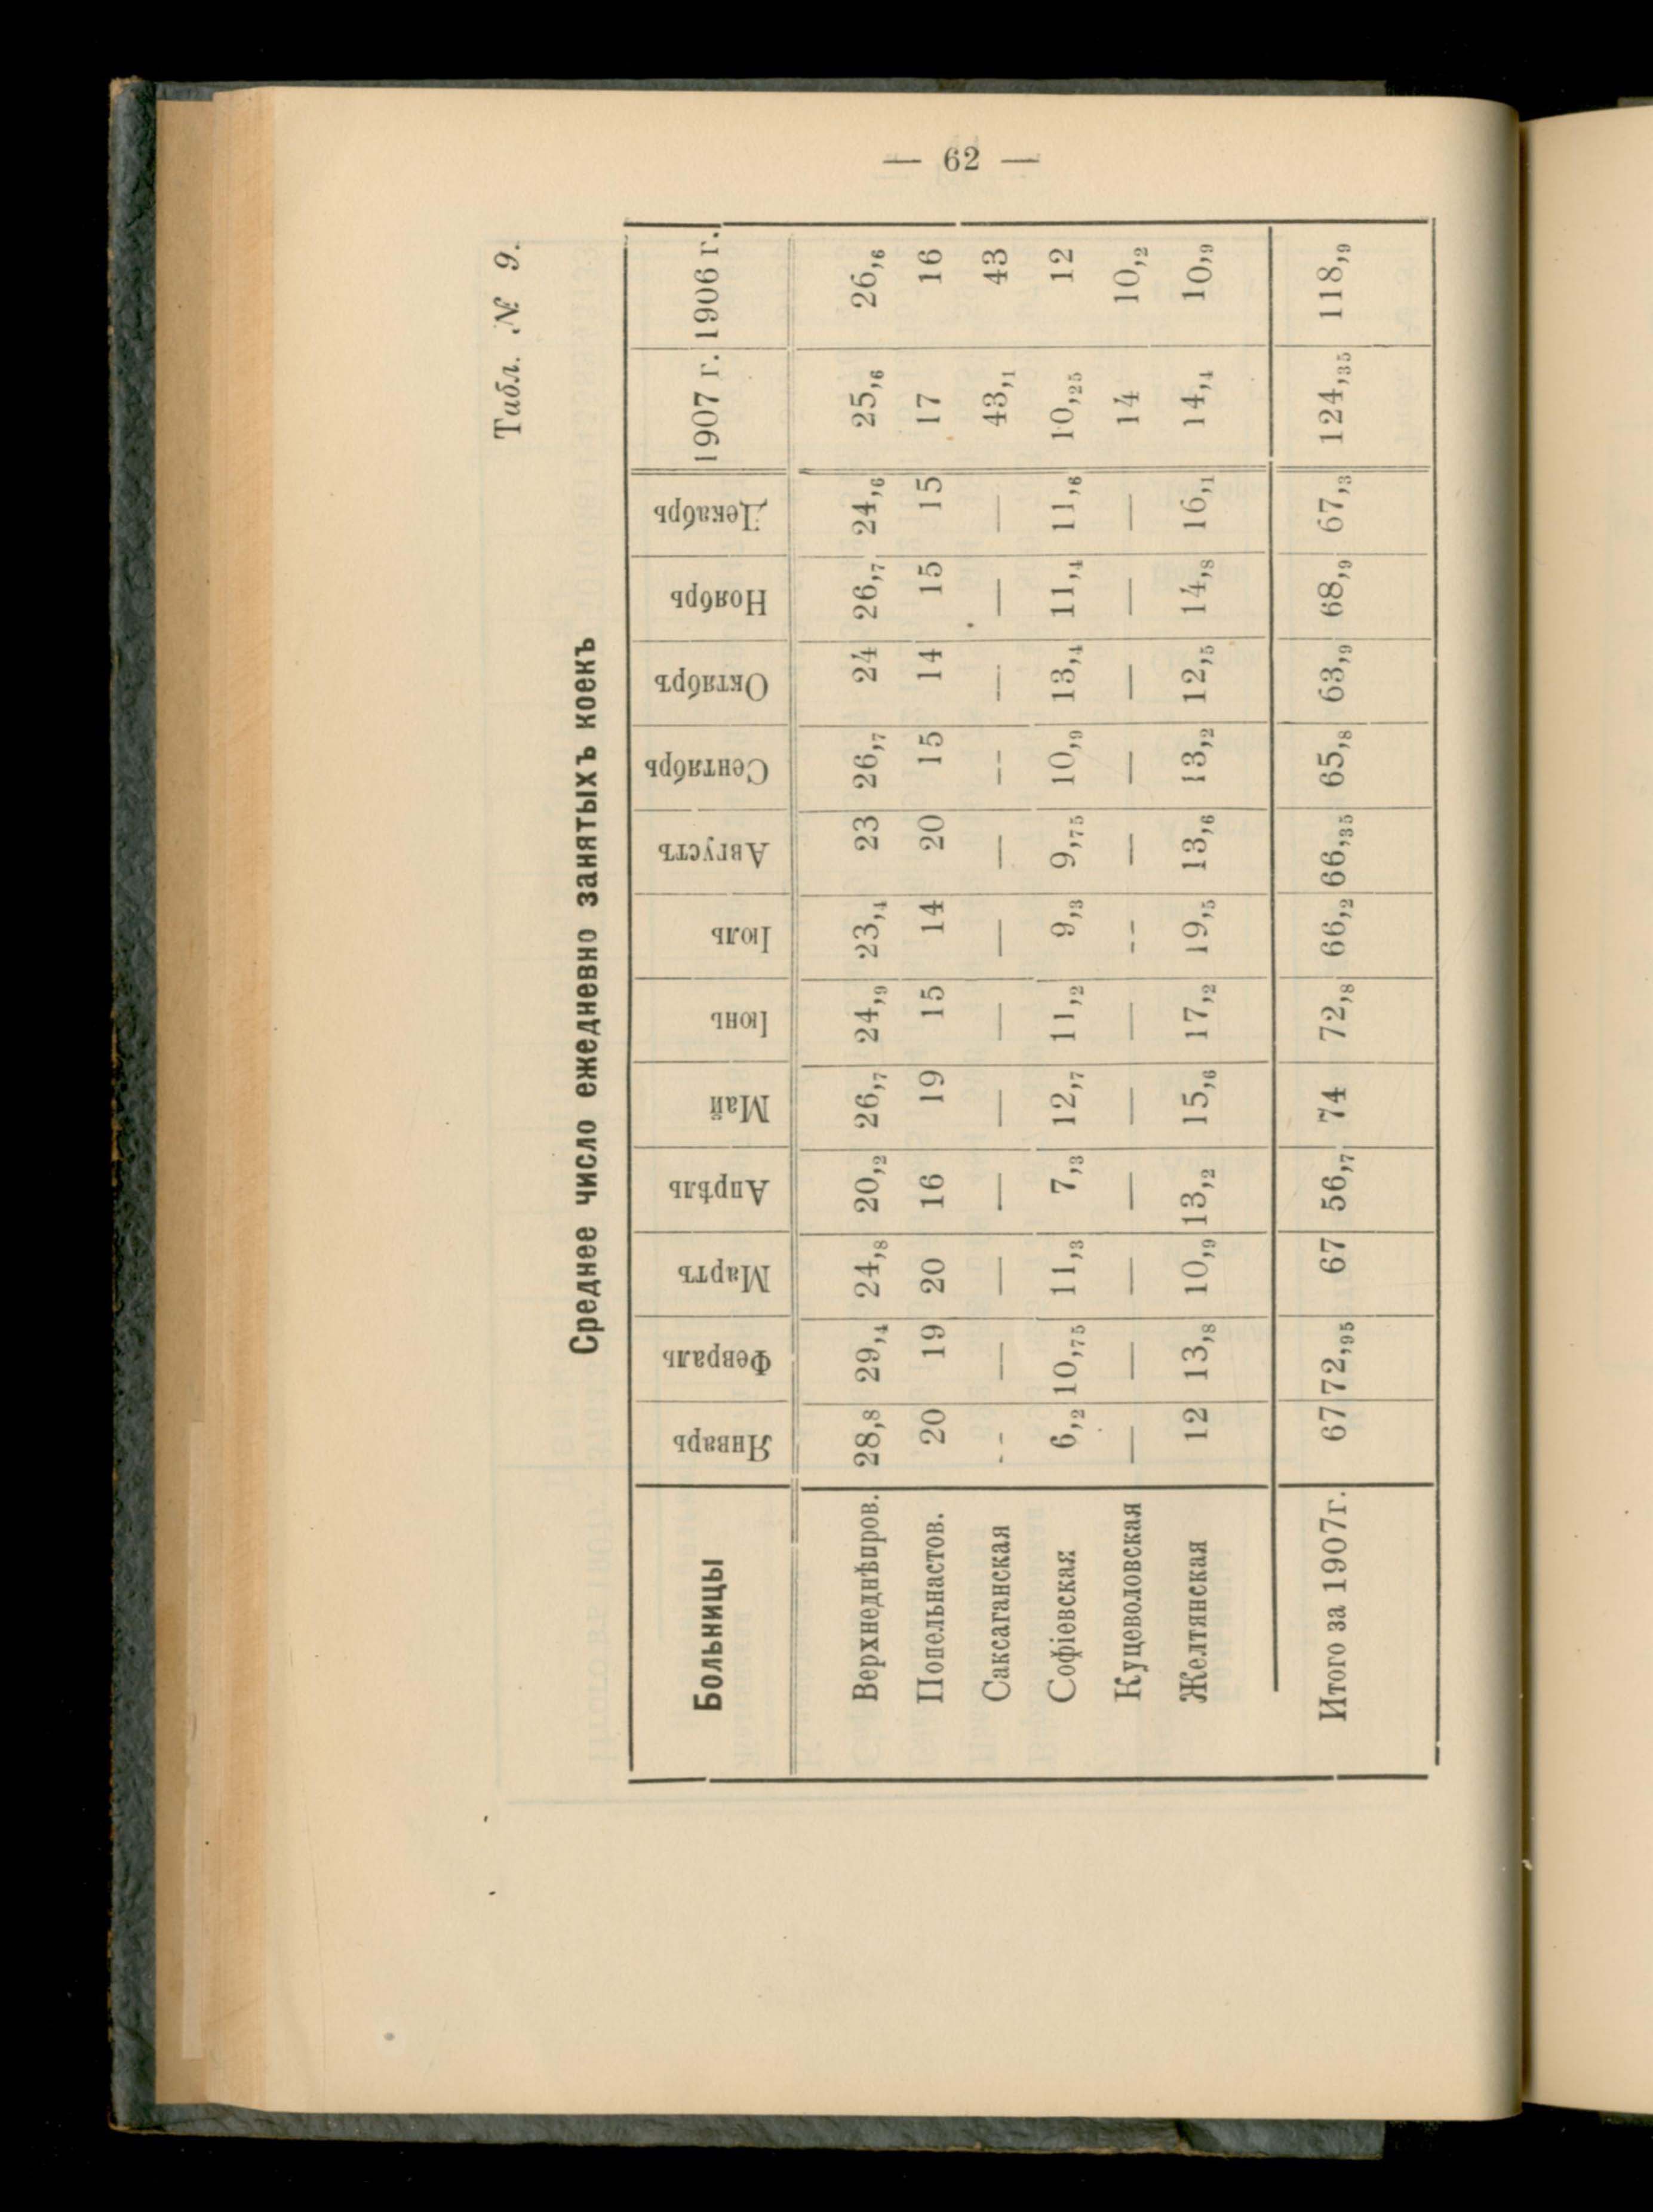 — 62 —
Табл. № 9.
Среднее число ежедневно занятыхъ коекъ
Больницы Январь Февраль Мартъ Апрѣль Май Іюнь Іюль Августъ Сентябрь Октябрь Ноябрь Декабрь 1907 г. 1906 г.
Верхнеднѣпров. 28,8 29,4 24,8 20,2 26,7 24,9 23,4 23 26,7 24 26,7 24,6 25,6 26,6
Попельнастов. 20 19 20 16 19 15 14 20 15 14 15 15 17 16
Саксаганская — — — — — — — — — — — — 43,1 43
Софіевская 6,2 10,75 11,3 7,3 12,7 11,2 9,3 9,75 10,9 13,4 11,4 11,6 10,25 12
Куцеволовская — — — — — — — — — — — — 14 10,2
Желтянская 12 13,8 10,9 13,2 15,6 17,2 19,5 13,6 13,2 12,5 14,8 16,1 14,4 10,9
Итого за 1907г. 67 72,95 67 56,7 74 72,8 66,2 66,35 65,8 63,9 68,9 67,3 124,35 118,9